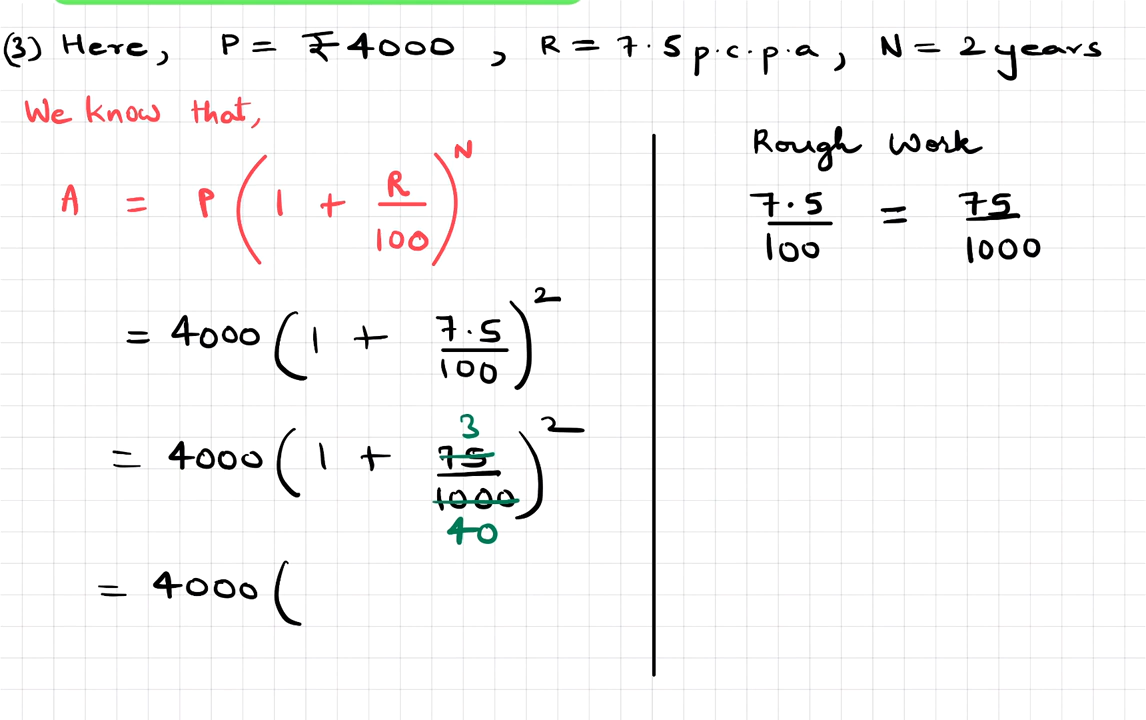 (3) Here, P = ₹4000, R = 7.5 p.c.p.a, N = 2 years
We know that,
A = P(1 + R/100)^N
= 4000(1 + 7.5/100)^2
= 4000(1 + 75/1000)^2
3
40
= 4000(
Rough Work
7.5/100 = 75/1000